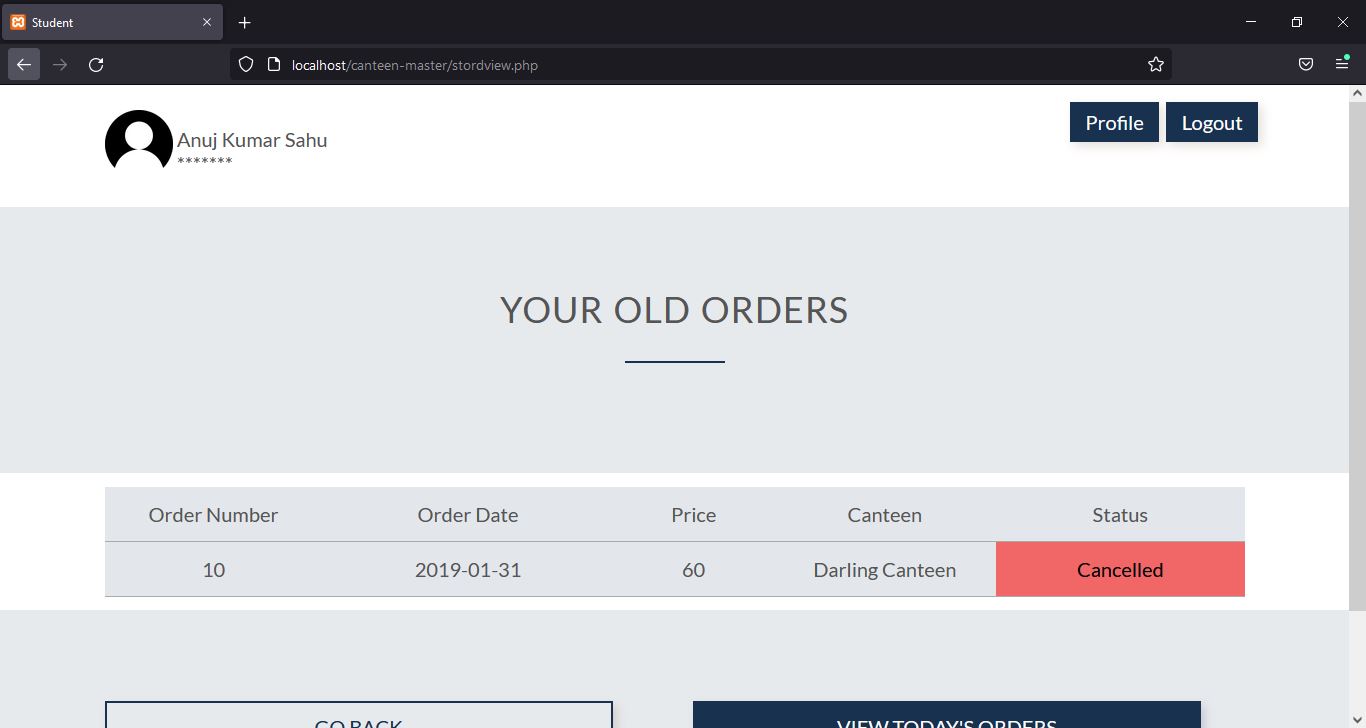 Student
localhost/canteen-master/stordview.php
Profile Logout
Anuj Kumar Sahu
*******
YOUR OLD ORDERS
Order Number Order Date Price Canteen Status
10 2019-01-31 60 Darling Canteen Cancelled
GO BACK VIEW TODAY'S ORDERS